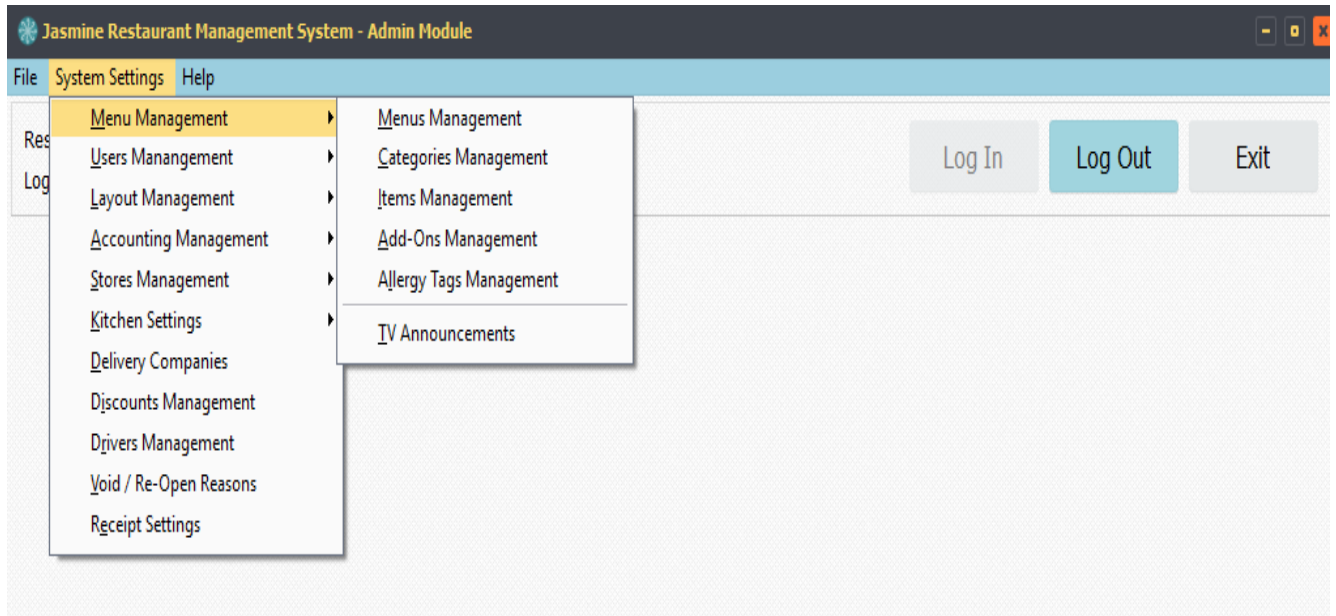 Jasmine Restaurant Management System - Admin Module
File System Settings Help
Res
Log
Log In Log Out Exit
Menu Management
Users Manangement
Layout Management
Accounting Management
Stores Management
Kitchen Settings
Delivery Companies
Discounts Management
Drivers Management
Void / Re-Open Reasons
Receipt Settings
Menus Management
Categories Management
Items Management
Add-Ons Management
Allergy Tags Management
TV Announcements